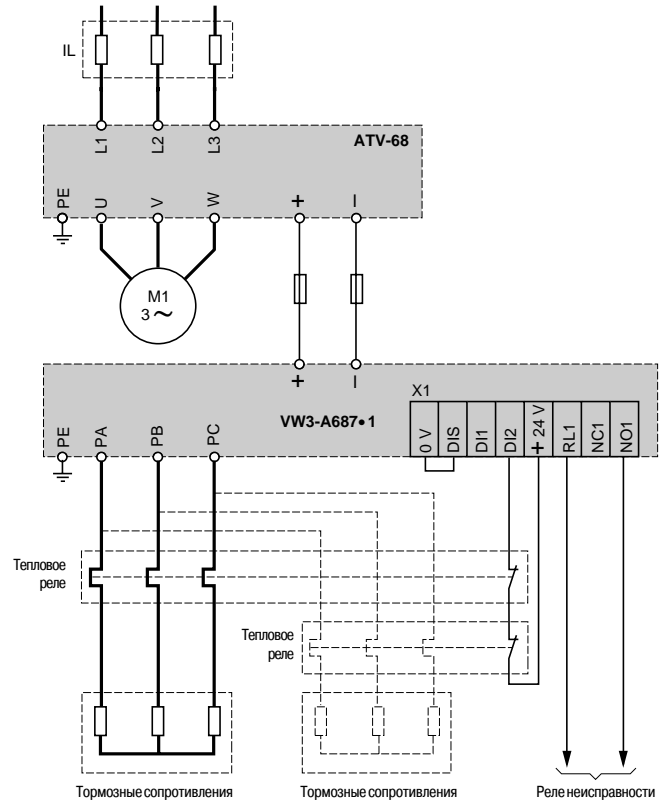 IL
L1 L2 L3
ATV-68
PE U V W + –
M1
3 ~
+ –
X1
VW3-A687•1
PE PA PB PC
0 V DIS DI1 DI2 + 24 V RL1 NC1 NO1
Тепловое
реле
Тепловое
реле
Тормозные сопротивления
Тормозные сопротивления
Реле неисправности